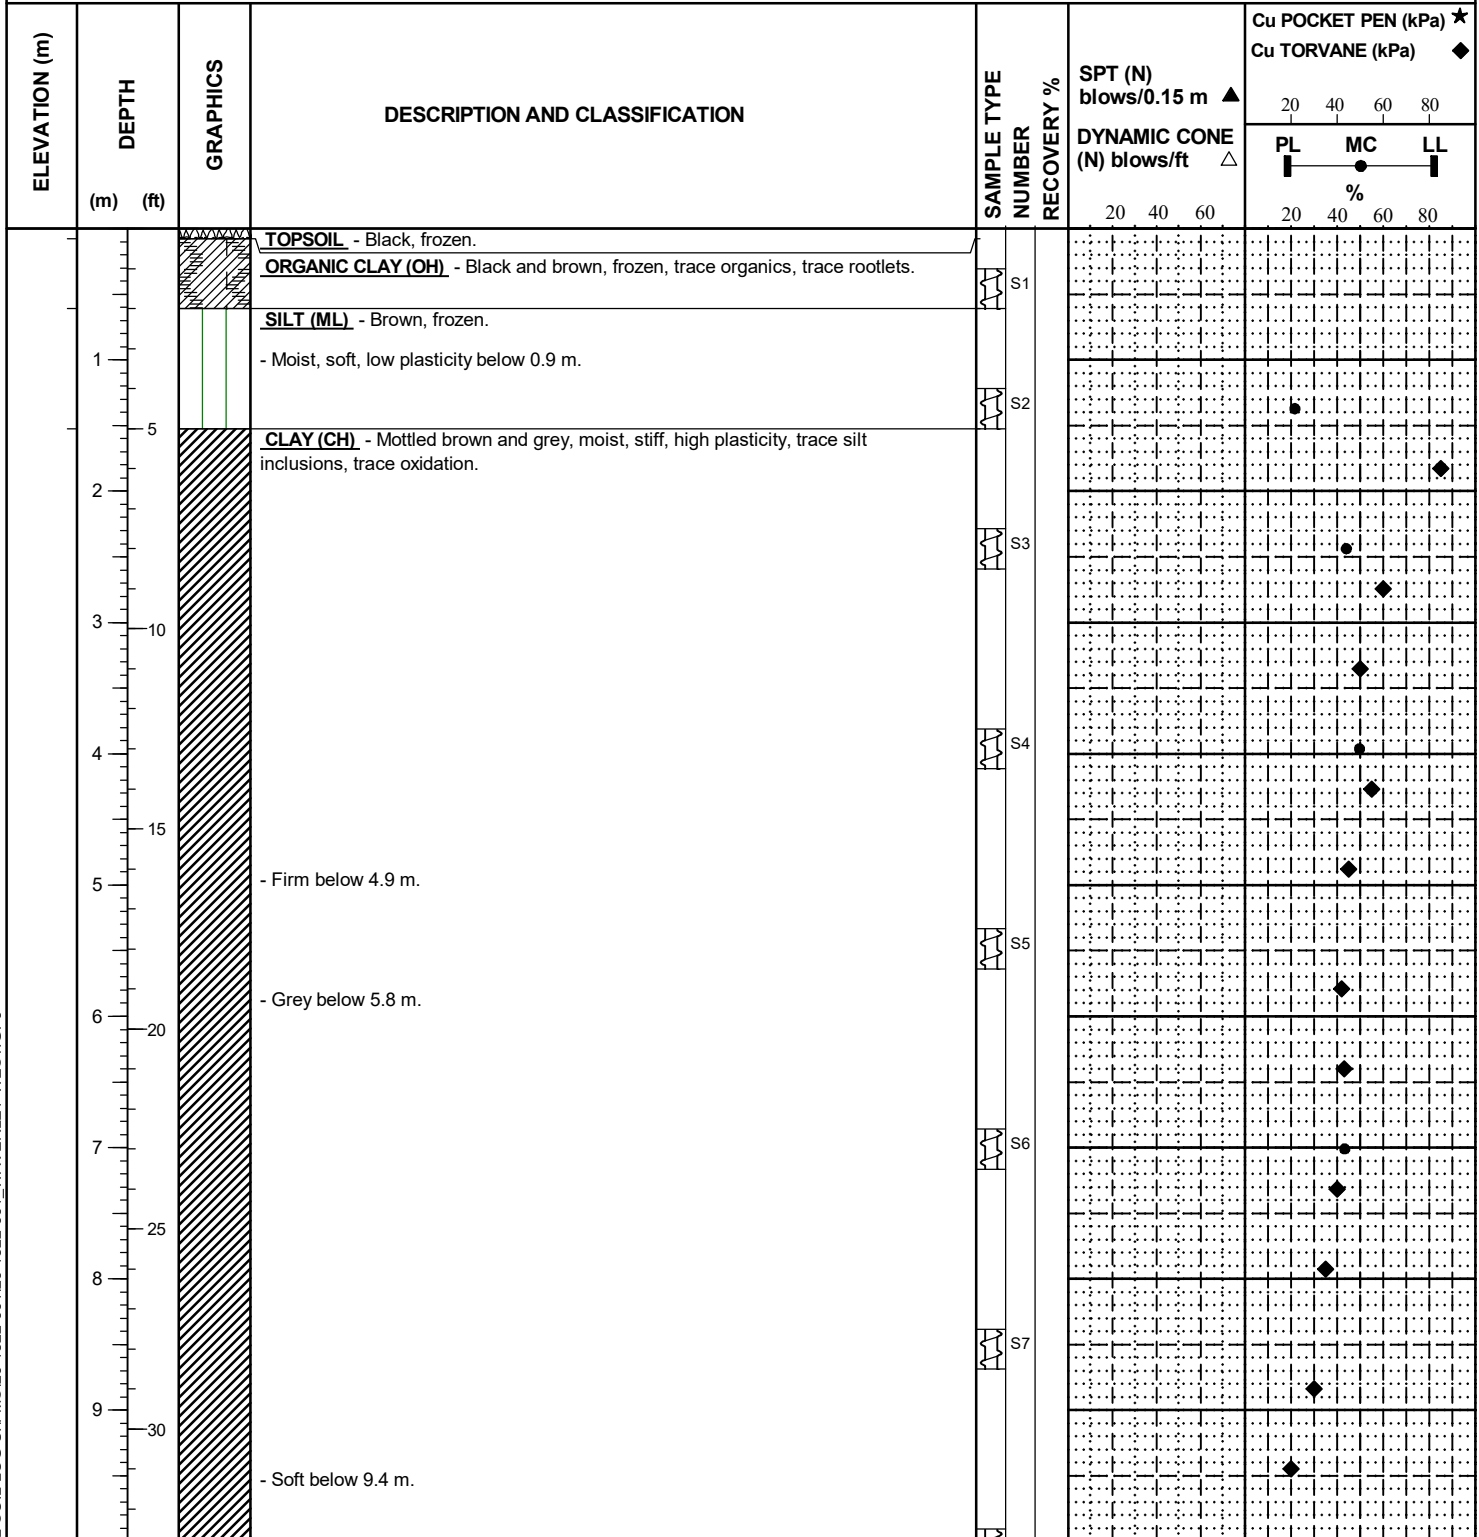 ELEVATION (m)
DEPTH
(m) (ft)
GRAPHICS
DESCRIPTION AND CLASSIFICATION
SAMPLE TYPE
NUMBER
RECOVERY %
SPT (N)
blows/0.15 m ▲
DYNAMIC CONE
(N) blows/ft △
20 40 60
Cu POCKET PEN (kPa) ★
Cu TORVANE (kPa) ◆
20 40 60 80
PL MC LL
%
20 40 60 80
TOPSOIL - Black, frozen.
ORGANIC CLAY (OH) - Black and brown, frozen, trace organics, trace rootlets.
S1
SILT (ML) - Brown, frozen.
1
- Moist, soft, low plasticity below 0.9 m.
S2
5
CLAY (CH) - Mottled brown and grey, moist, stiff, high plasticity, trace silt
inclusions, trace oxidation.
2
S3
3
10
S4
4
15
5
- Firm below 4.9 m.
S5
- Grey below 5.8 m.
6
20
S6
7
25
8
S7
9
30
- Soft below 9.4 m.